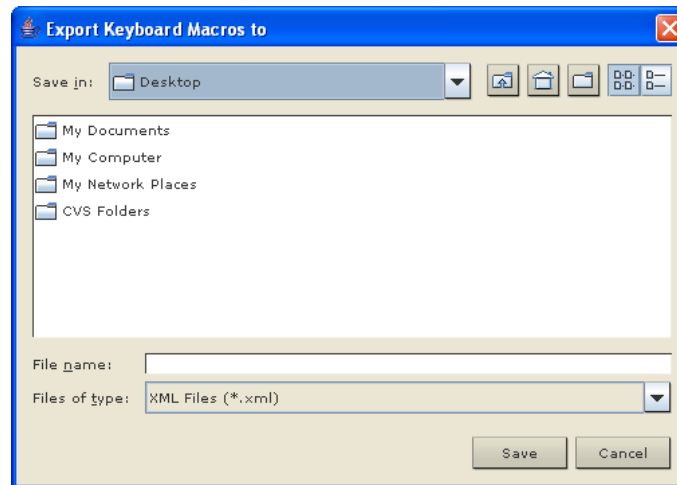 Export Keyboard Macros to
Save in: Desktop
My Documents
My Computer
My Network Places
CVS Folders
File name:
Files of type: XML Files (*.xml)
Save Cancel